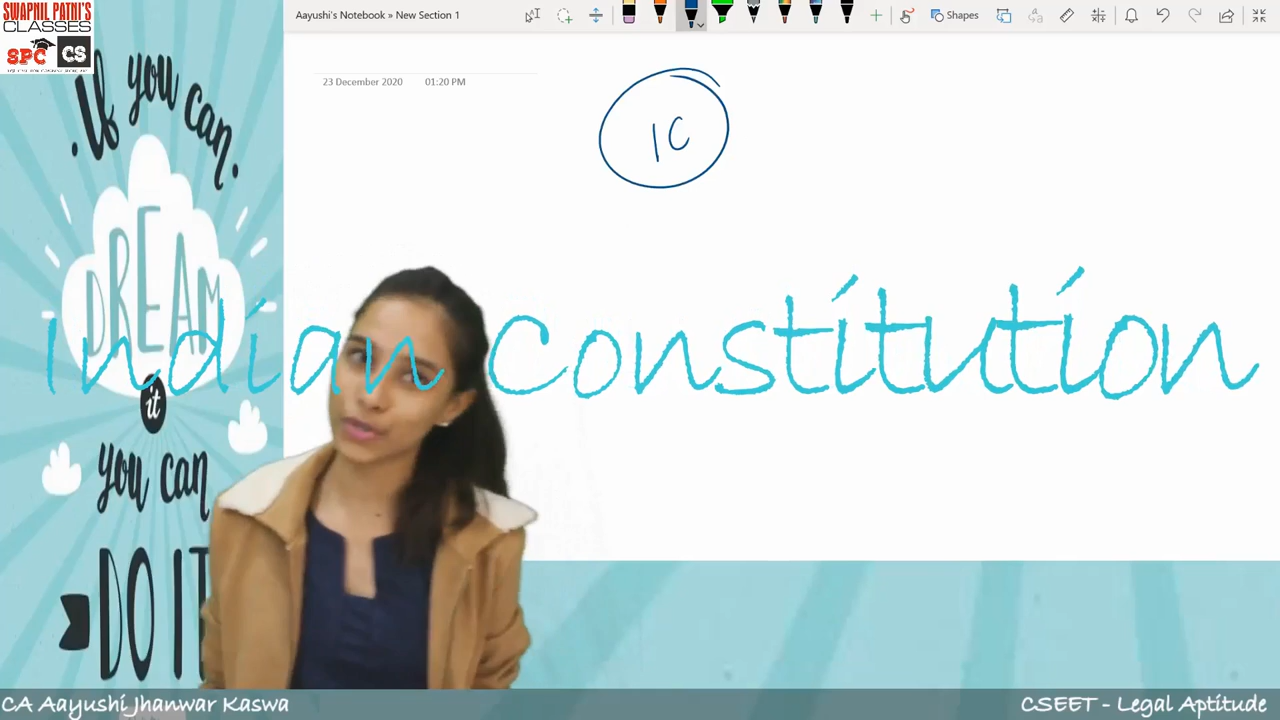 SWAPNIL PATNI'S
CLASSES
SPC CS
Aayushi's Notebook » New Section 1
Shapes
23 December 2020 01:20 PM
IC
If you can
DREAM
it
you can
DO IT
Indian Constitution
CA Aayushi Jhanwar Kaswa
CSEET - Legal Aptitude